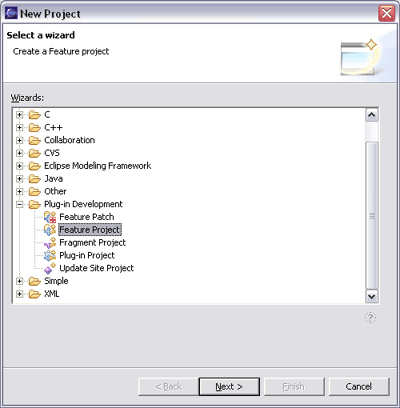 New Project
Select a wizard
Create a Feature project
Wizards:
C
C++
Collaboration
CVS
Eclipse Modeling Framework
Java
Other
Plug-in Development
Feature Patch
Feature Project
Fragment Project
Plug-in Project
Update Site Project
Simple
XML
?
< Back Next > Finish Cancel